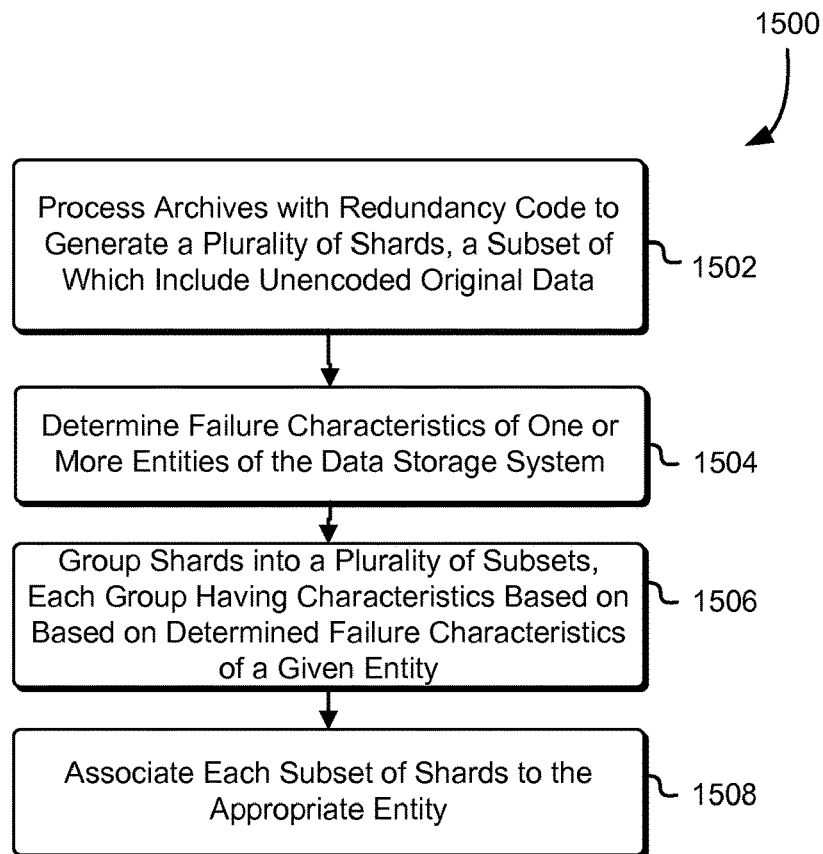 1500
Process Archives with Redundancy Code to
Generate a Plurality of Shards, a Subset of
Which Include Unencoded Original Data
1502
Determine Failure Characteristics of One or
More Entities of the Data Storage System
1504
Group Shards into a Plurality of Subsets,
Each Group Having Characteristics Based on
Based on Determined Failure Characteristics
of a Given Entity
1506
Associate Each Subset of Shards to the
Appropriate Entity
1508